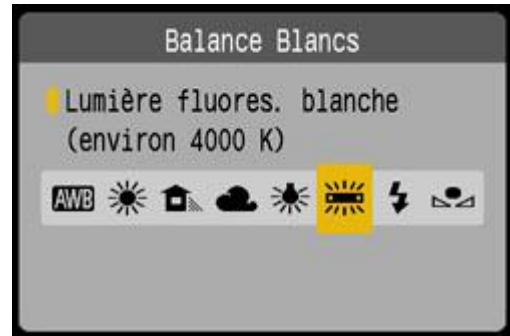 Balance Blancs
Lumière fluores. blanche
(environ 4000 K)
AWB